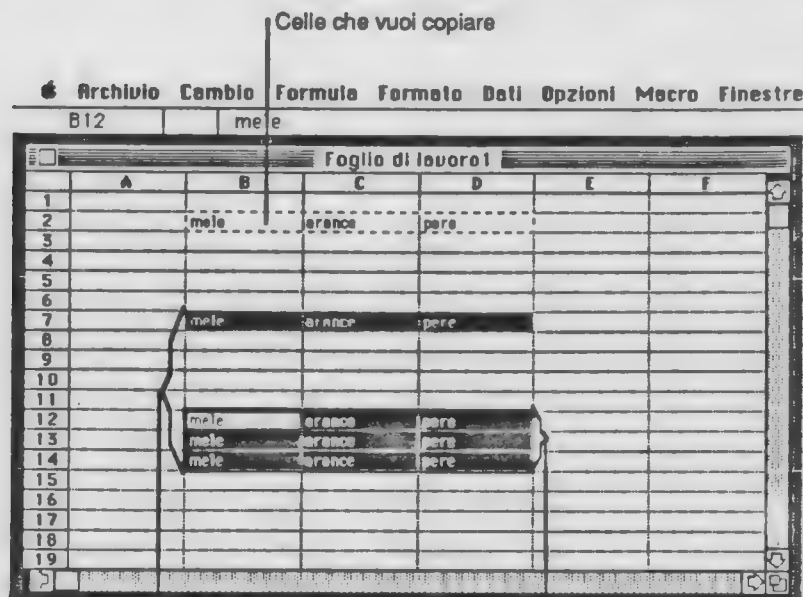 Celle che vuoi copiare
Archivio Cambio Formula Formato Dati Opzioni Macro Finestre
B12 mele
Foglio di lavoro1
A B C D E F
1
2 mele arance pere
3
4
5
6
7 mele arance pere
8
9
10
11
12 mele arance pere
13 mele arance pere
14 mele arance pere
15
16
17
18
19